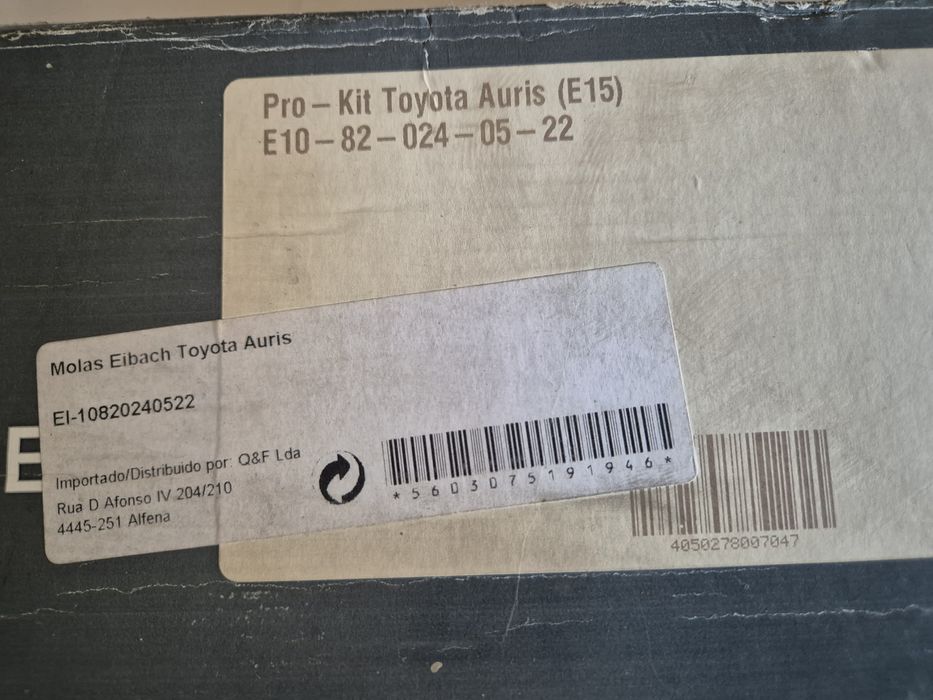 Pro – Kit Toyota Auris (E15)
E10 – 82 – 024 – 05 – 22
Molas Eibach Toyota Auris
EI-10820240522
Importado/Distribuido por: Q&F Lda
Rua D Afonso IV 204/210
4445-251 Alfena
*5603075191946*
4050278007047
E